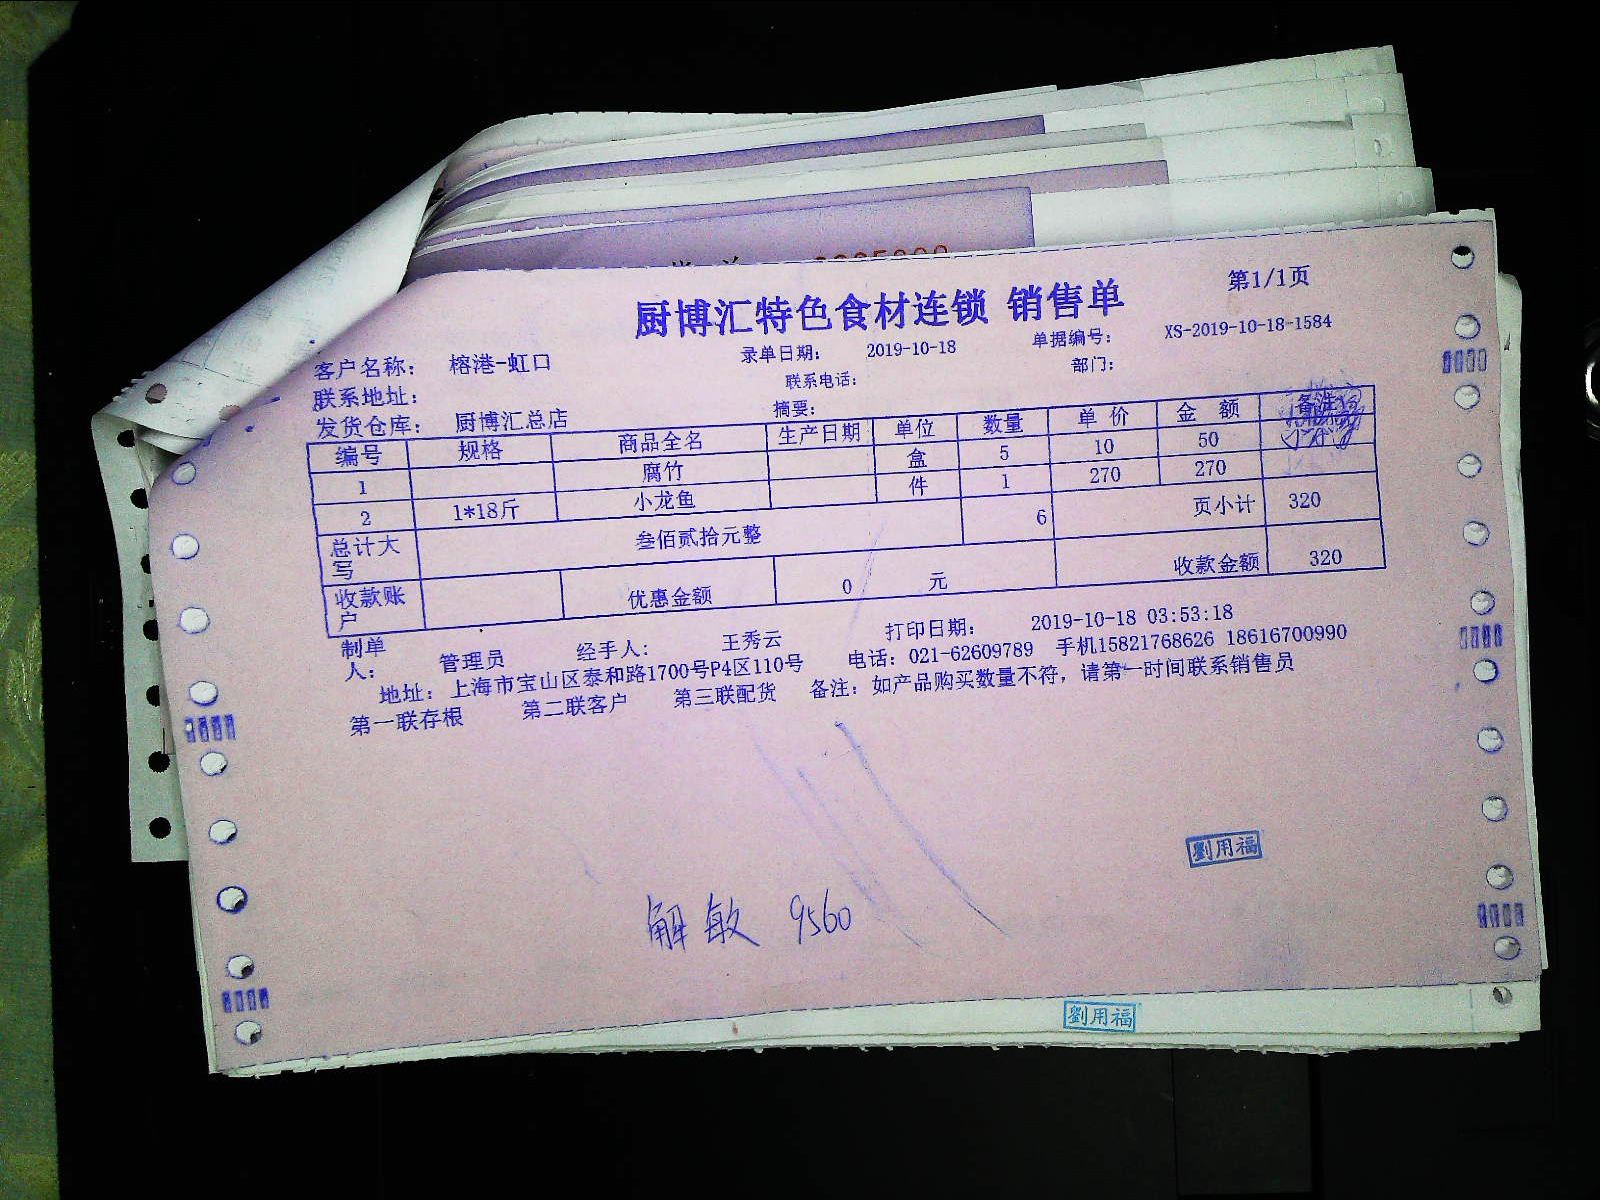 厨博汇特色食材连锁 销售单 第1/1页
客户名称： 榕港-虹口 录单日期： 2019-10-18 单据编号： XS-2019-10-18-1584
联系地址： 联系电话： 部门：
发货仓库： 厨博汇总店 摘要：
编号 规格 商品全名 生产日期 单位 数量 单价 金额 备注
1 腐竹 盒 5 10 50
2 1*18斤 小龙鱼 件 1 270 270
总计大写 叁佰贰拾元整 6 页小计 320
收款账户 优惠金额 0 元 收款金额 320
制单人： 管理员 经手人： 王秀云 打印日期： 2019-10-18 03:53:18
地址：上海市宝山区泰和路1700号P4区110号 电话：021-62609789 手机15821768626 18616700990
第一联存根 第二联客户 第三联配货 备注：如产品购买数量不符，请第一时间联系销售员
劉用福
解敏 9560
劉用福